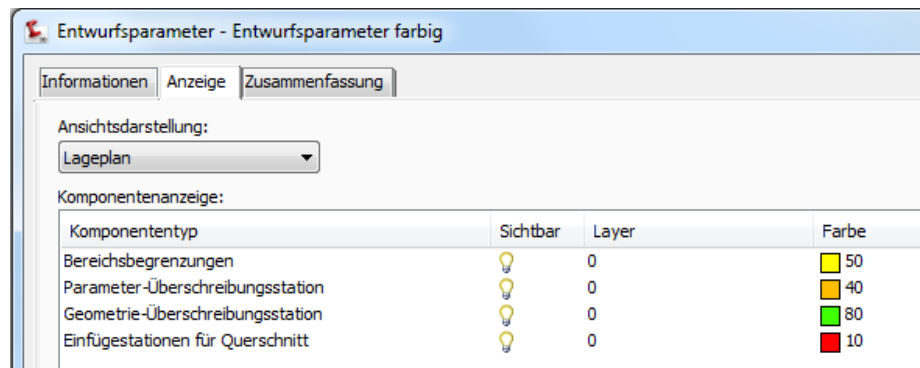 Entwurfsparameter - Entwurfsparameter farbig
Informationen Anzeige Zusammenfassung
Ansichtsdarstellung:
Lageplan
Komponentenanzeige:
Komponententyp Sichtbar Layer Farbe
Bereichsbegrenzungen 0 50
Parameter-Überschreibungsstation 0 40
Geometrie-Überschreibungsstation 0 80
Einfügestationen für Querschnitt 0 10